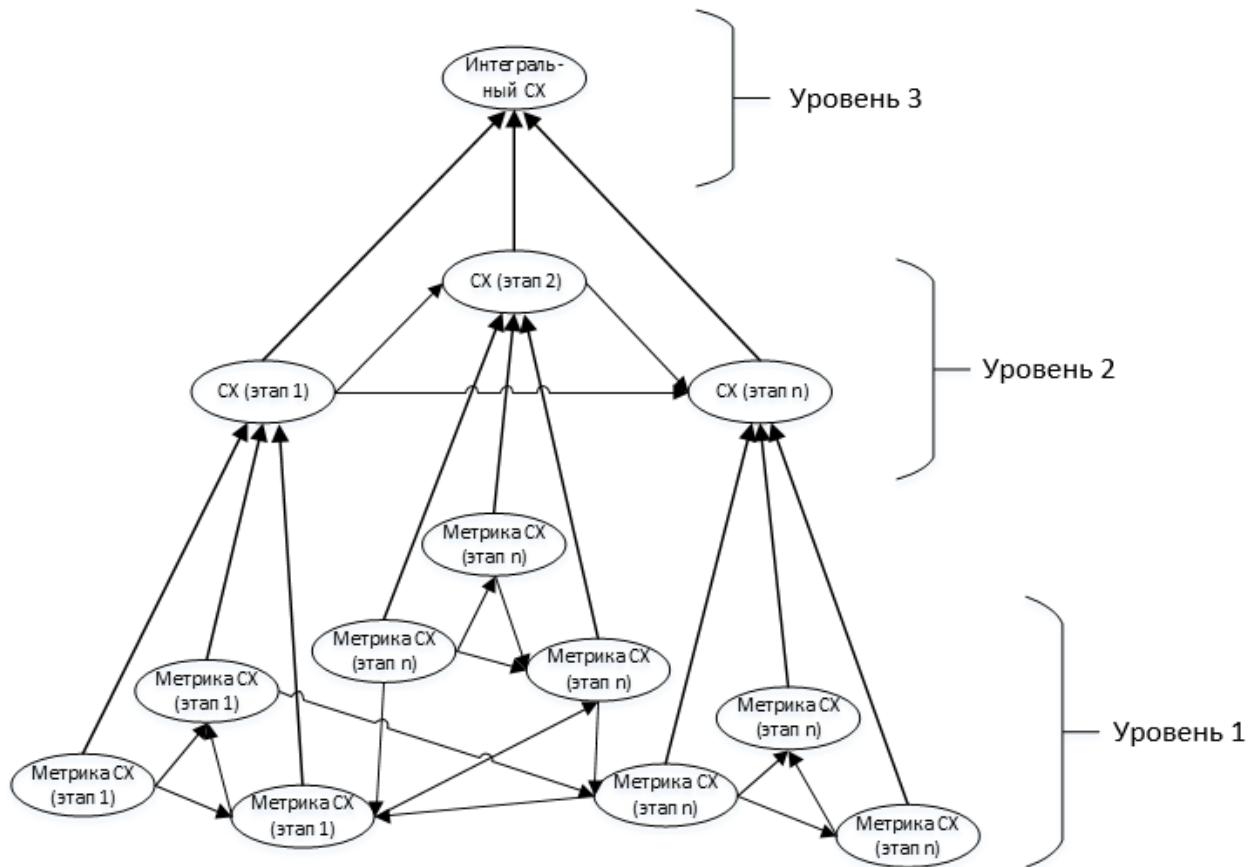 Интеграль-
ный СХ
Уровень 3
СХ (этап 2)
Уровень 2
СХ (этап 1)
СХ (этап n)
Метрика СХ
(этап n)
Метрика СХ
(этап n)
Метрика СХ
(этап n)
Метрика СХ
(этап 1)
Метрика СХ
(этап n)
Уровень 1
Метрика СХ
(этап 1)
Метрика СХ
(этап 1)
Метрика СХ
(этап n)
Метрика СХ
(этап n)